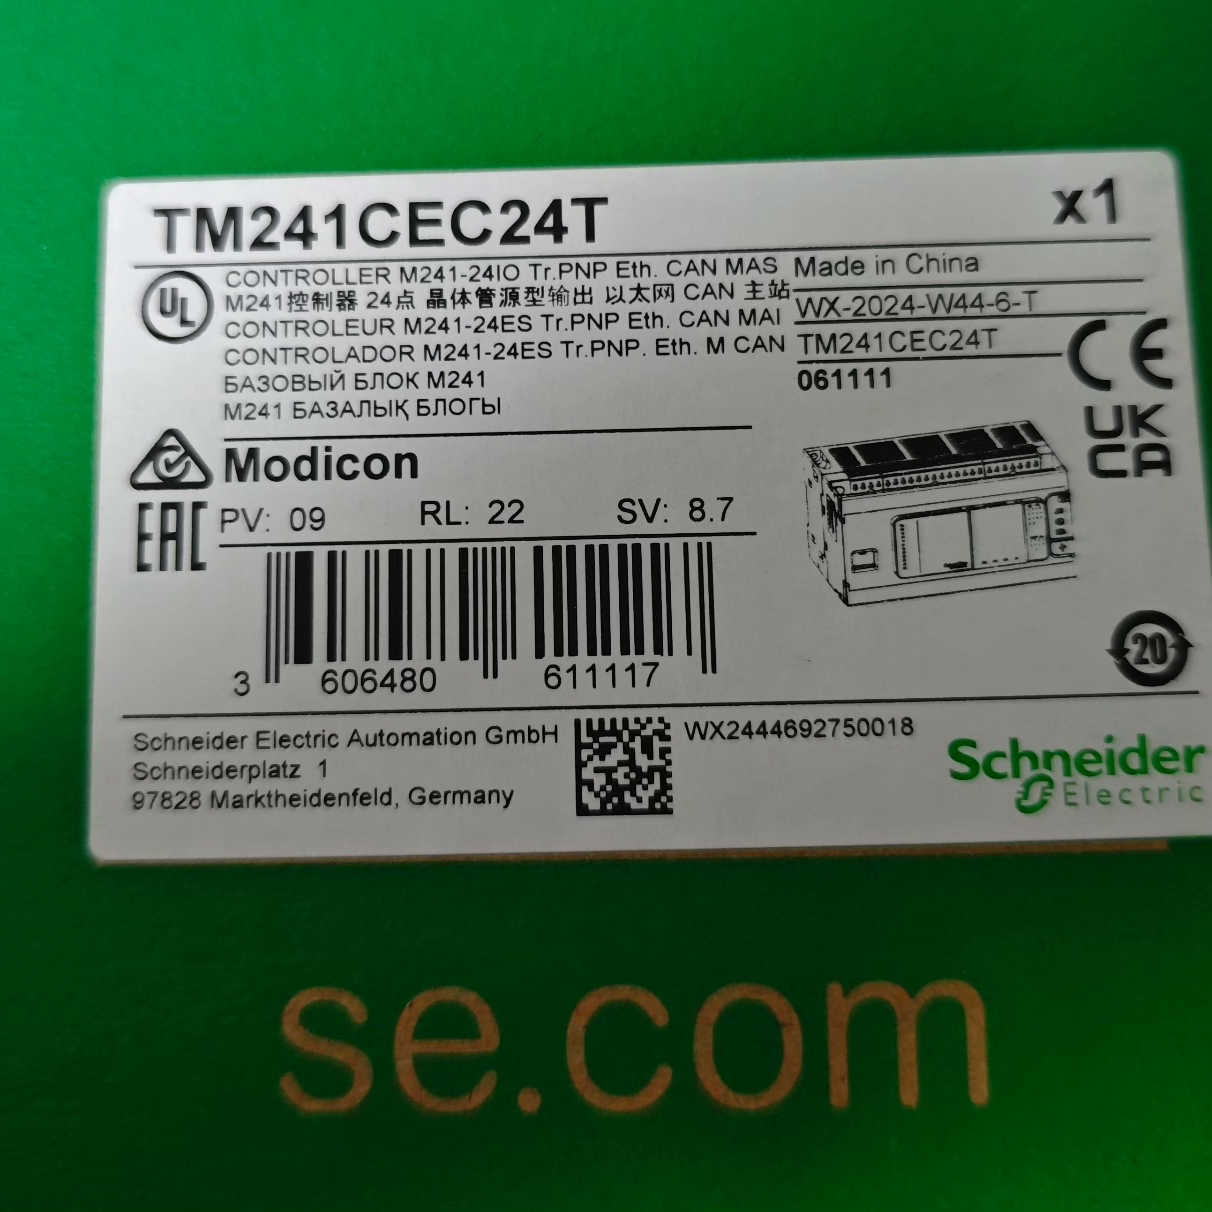 TM241CEC24T x1
CONTROLLER M241-24IO Tr.PNP Eth. CAN MAS
M241控制器 24点 晶体管源型输出 以太网 CAN 主站
CONTROLEUR M241-24ES Tr.PNP Eth. CAN MAI
CONTROLADOR M241-24ES Tr.PNP. Eth. M CAN
БАЗОВЫЙ БЛОК M241
M241 БАЗАЛЫҚ БЛОГЫ
Made in China
WX-2024-W44-6-T
TM241CEC24T
061111
UL
CE
UK
CA
Modicon
EAC
PV: 09 RL: 22 SV: 8.7
3 606480 611117
20
Schneider Electric Automation GmbH
Schneiderplatz 1
97828 Marktheidenfeld, Germany
WX2444692750018
Schneider
Electric
se.com